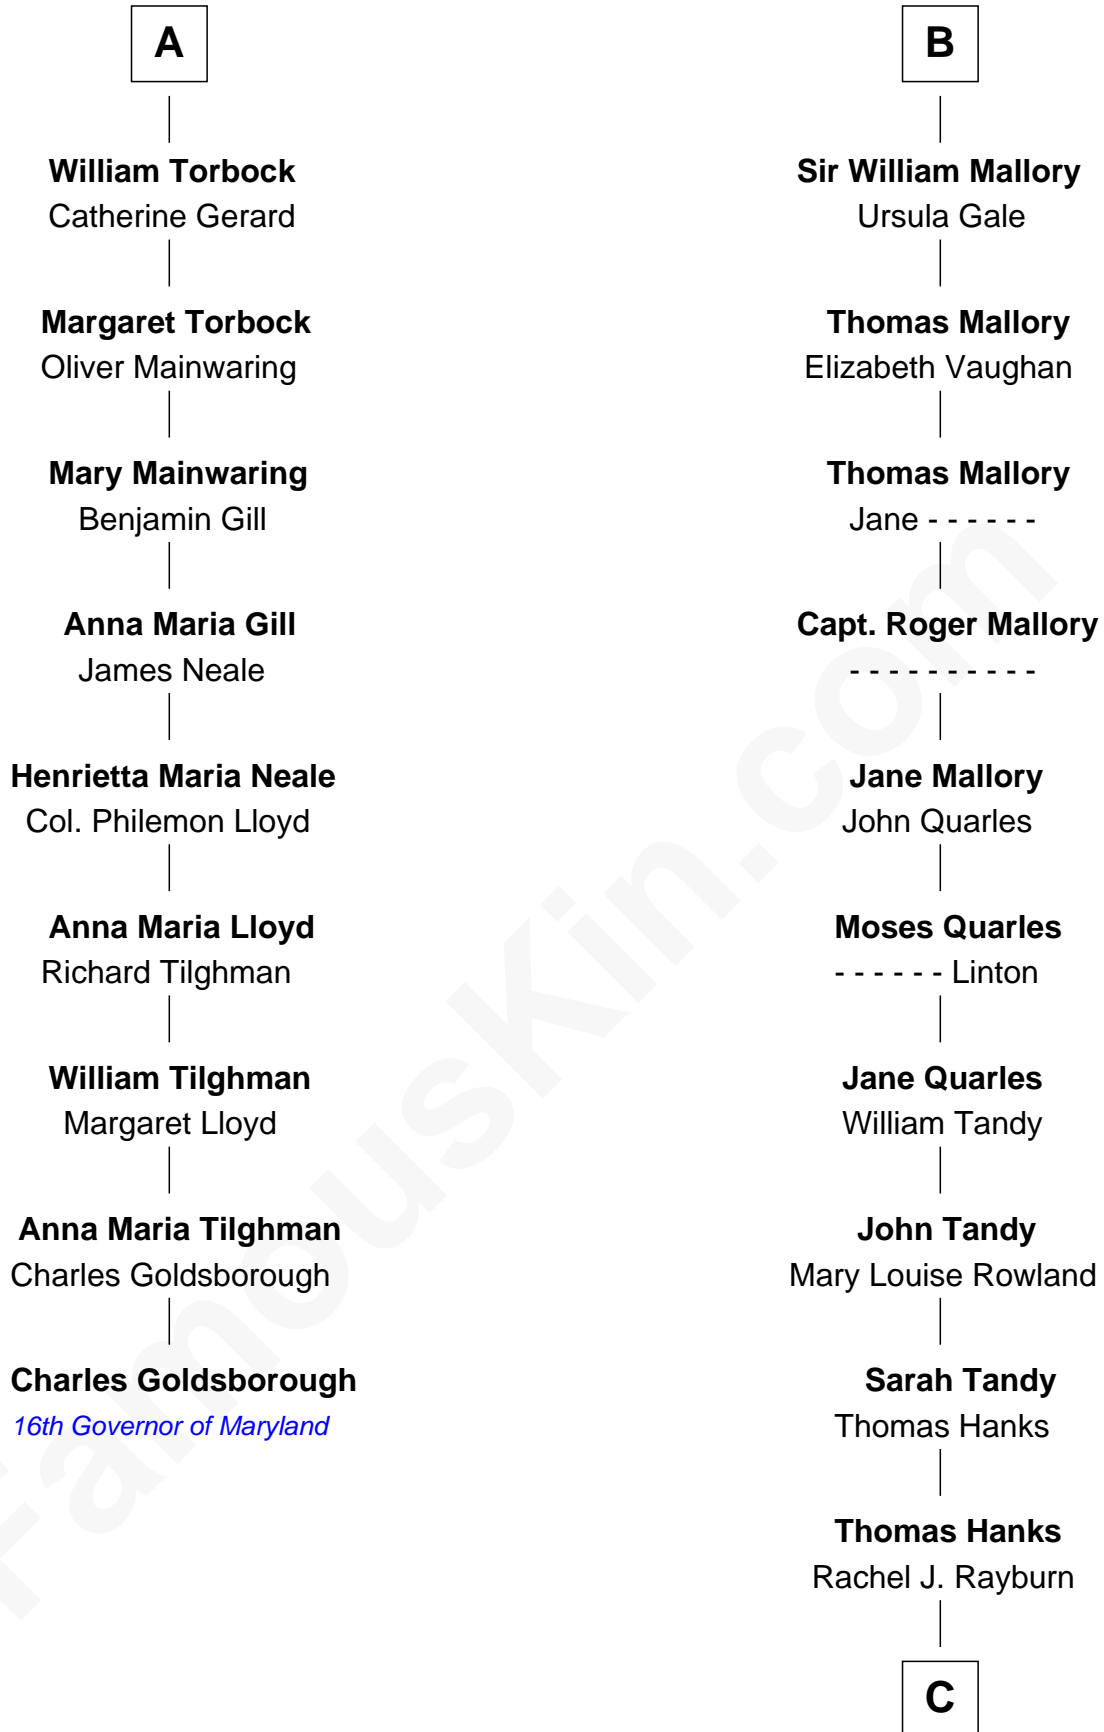 A
William Torbock
Catherine Gerard
Margaret Torbock
Oliver Mainwaring
Mary Mainwaring
Benjamin Gill
Anna Maria Gill
James Neale
Henrietta Maria Neale
Col. Philemon Lloyd
Anna Maria Lloyd
Richard Tilghman
William Tilghman
Margaret Lloyd
Anna Maria Tilghman
Charles Goldsborough
Charles Goldsborough
16th Governor of Maryland
B
Sir William Mallory
Ursula Gale
Thomas Mallory
Elizabeth Vaughan
Thomas Mallory
Jane - - - - - -
Capt. Roger Mallory
- - - - - - - - - -
Jane Mallory
John Quarles
Moses Quarles
- - - - - - Linton
Jane Quarles
William Tandy
John Tandy
Mary Louise Rowland
Sarah Tandy
Thomas Hanks
Thomas Hanks
Rachel J. Rayburn
C
FamousKin.com